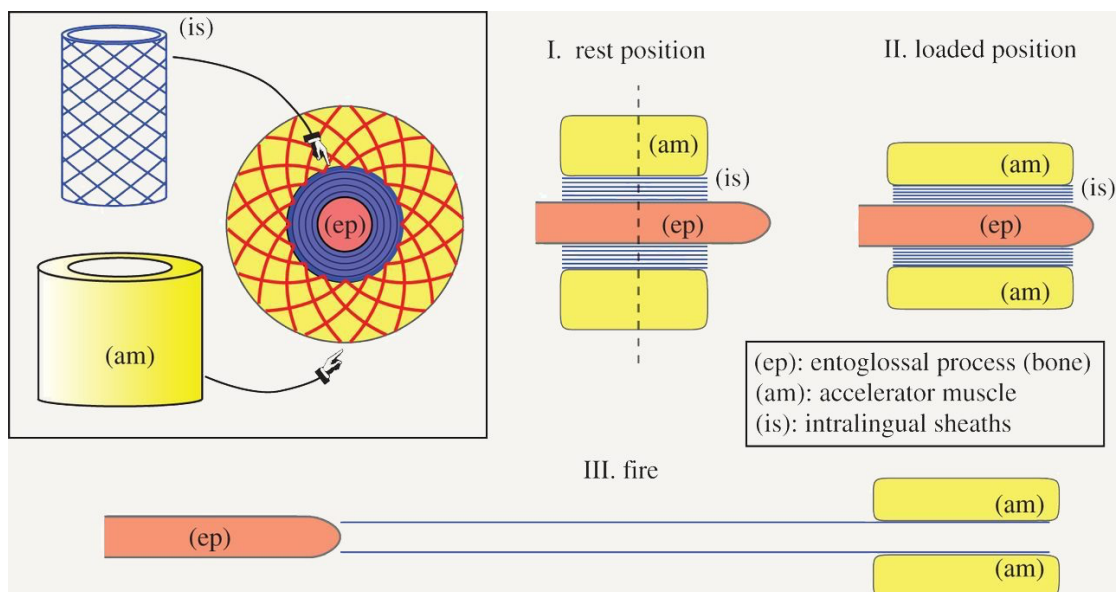 (is)
(ep)
(am)
I. rest position
(am)
(is)
(ep)
II. loaded position
(am)
(is)
(ep)
(am)
(ep): entoglossal process (bone)
(am): accelerator muscle
(is): intralingual sheaths
III. fire
(ep)
(am)
(am)